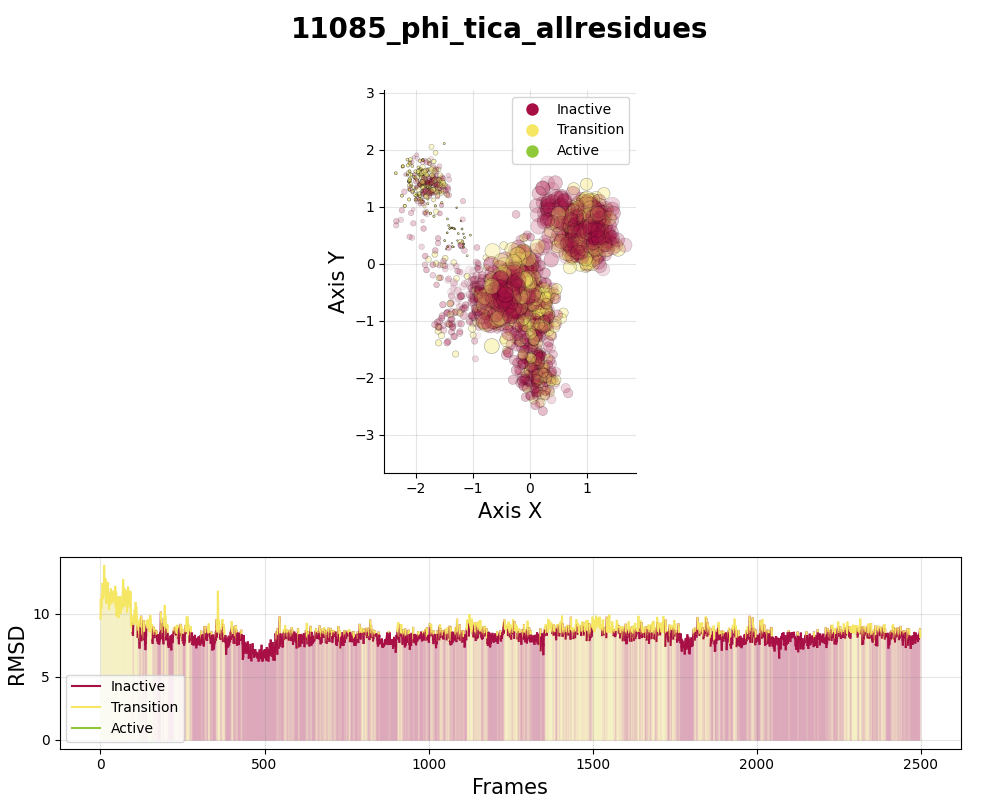 11085_phi_tica_allresidues
3
2
1
0
−1
−2
−3
Axis Y
Inactive
Transition
Active
−2
−1
0
1
Axis X
10
5
0
RMSD
Inactive
Transition
Active
0
500
1000
1500
2000
2500
Frames